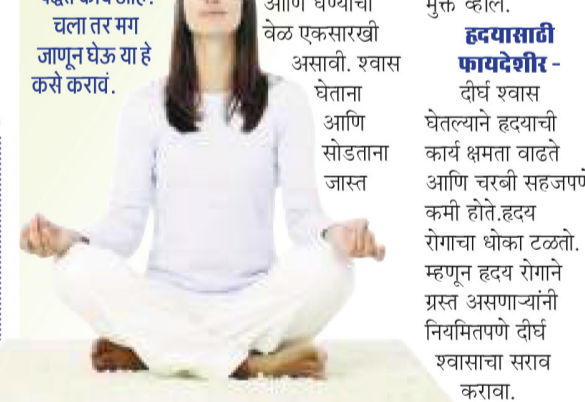 चला तर मग
जाणून घेऊ या हे
कसे करावं.
वेळ एकसारखी
असावी. श्वास
घेताना
आणि
सोडताना
जास्त
मुक्त व्हाल.
हृदयासाठी
फायदेशीर -
दीर्घ श्वास
घेतल्याने हृदयाची
कार्य क्षमता वाढते
आणि चरबी सहजपणे
कमी होते.हृदय
रोगाचा धोका टळतो.
म्हणून हृदय रोगाने
ग्रस्त असणाऱ्यांनी
नियमितपणे दीर्घ
श्वासाचा सराव
करावा.